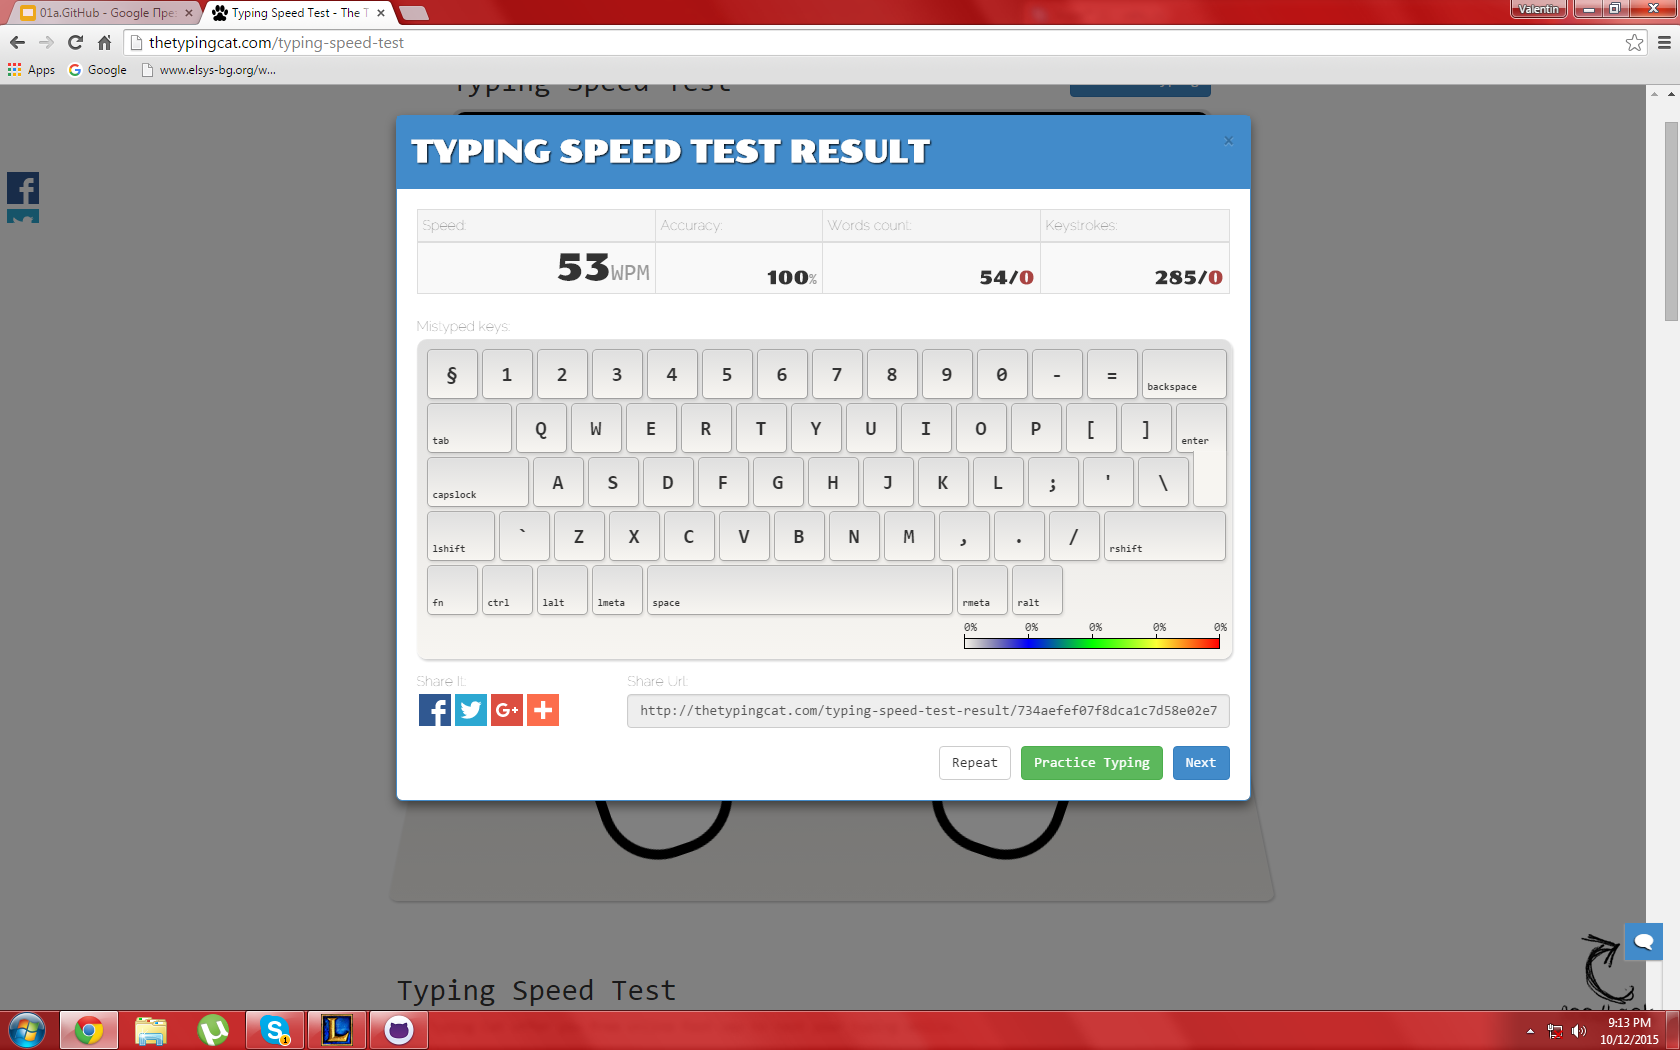 01a.GitHub - Google Пре
Typing Speed Test - The T
Valentin
thetypingcat.com/typing-speed-test
Apps
Google
www.elsys-bg.org/w...
Typing Speed Test
TYPING SPEED TEST RESULT
×
Speed: Accuracy: Words count: Keystrokes:
53WPM 100% 54/0 285/0
Mistyped keys:
§ 1 2 3 4 5 6 7 8 9 0 - = backspace
tab Q W E R T Y U I O P [ ] enter
capslock A S D F G H J K L ; ' \
lshift ` Z X C V B N M , . / rshift
fn ctrl lalt lmeta space rmeta ralt
0% 0% 0% 0% 0%
Share It:
Share Url:
http://thetypingcat.com/typing-speed-test-result/734aefef07f8dca1c7d58e02e7
Repeat
Practice Typing
Next
Typing Speed Test
9:13 PM
10/12/2015